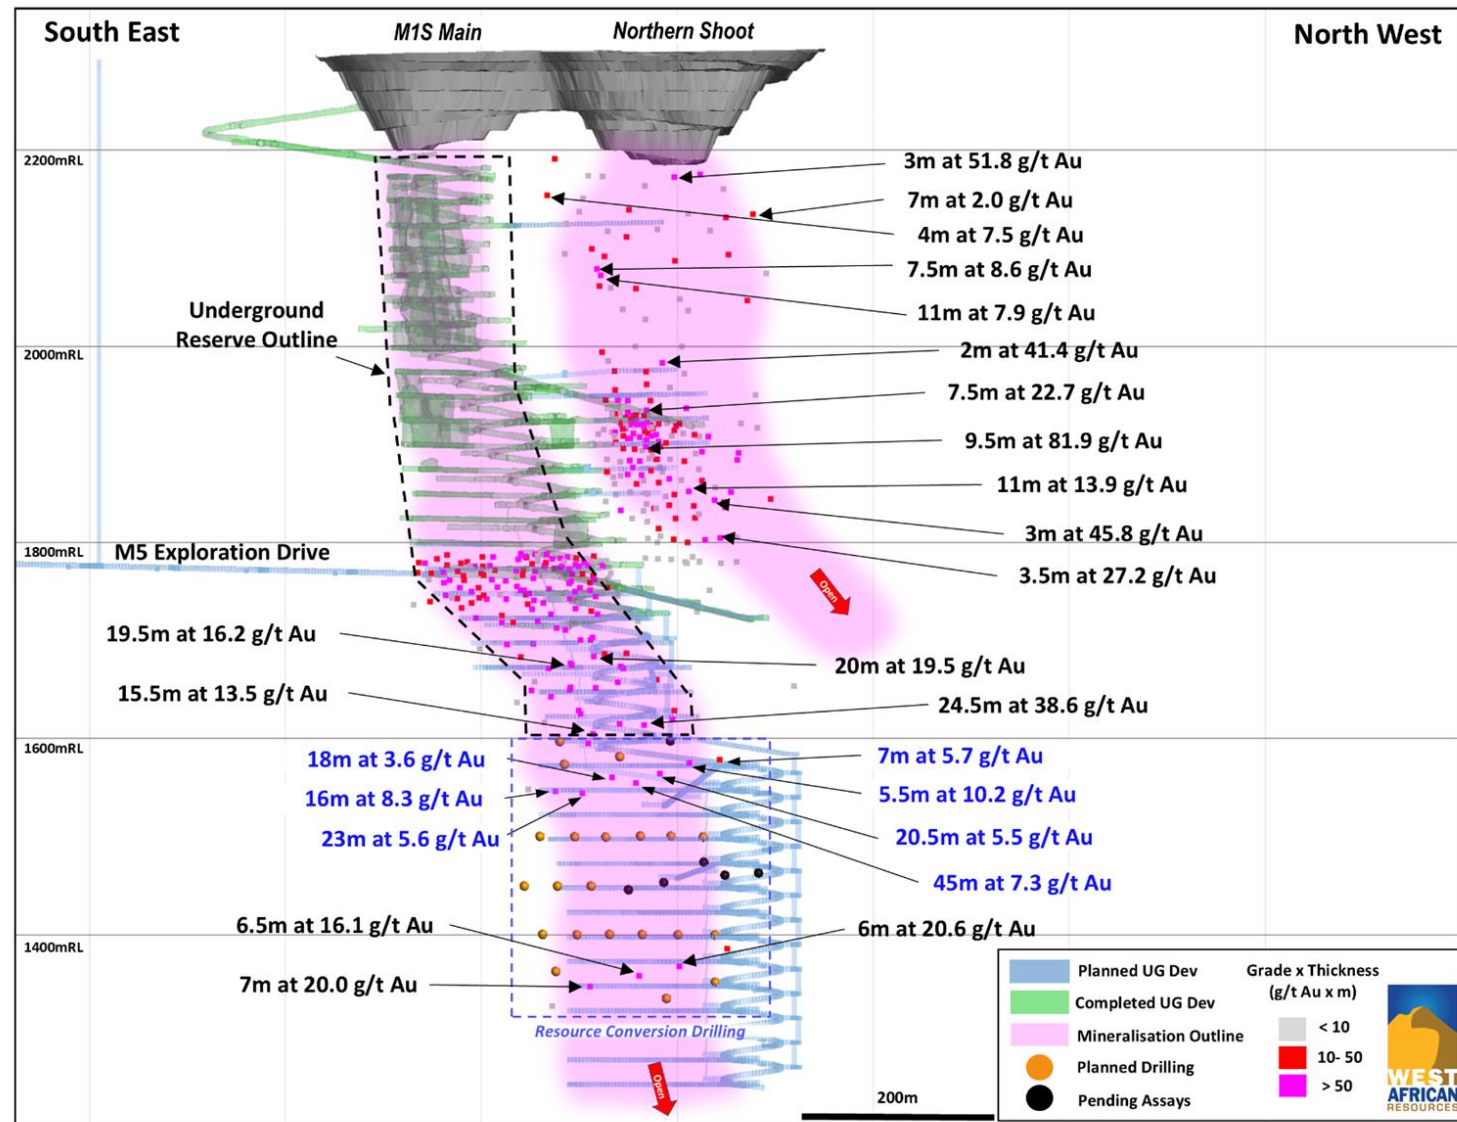 South East
M1S Main
Northern Shoot
North West
2200mRL
3m at 51.8 g/t Au
7m at 2.0 g/t Au
4m at 7.5 g/t Au
7.5m at 8.6 g/t Au
11m at 7.9 g/t Au
Underground
Reserve Outline
2000mRL
2m at 41.4 g/t Au
7.5m at 22.7 g/t Au
9.5m at 81.9 g/t Au
11m at 13.9 g/t Au
3m at 45.8 g/t Au
1800mRL
M5 Exploration Drive
3.5m at 27.2 g/t Au
Open
19.5m at 16.2 g/t Au
20m at 19.5 g/t Au
15.5m at 13.5 g/t Au
24.5m at 38.6 g/t Au
1600mRL
18m at 3.6 g/t Au
7m at 5.7 g/t Au
16m at 8.3 g/t Au
5.5m at 10.2 g/t Au
23m at 5.6 g/t Au
20.5m at 5.5 g/t Au
45m at 7.3 g/t Au
6.5m at 16.1 g/t Au
6m at 20.6 g/t Au
1400mRL
7m at 20.0 g/t Au
Resource Conversion Drilling
Open
200m
Planned UG Dev
Completed UG Dev
Mineralisation Outline
Planned Drilling
Pending Assays
Grade x Thickness
(g/t Au x m)
< 10
10- 50
> 50
WEST
AFRICAN
RESOURCES